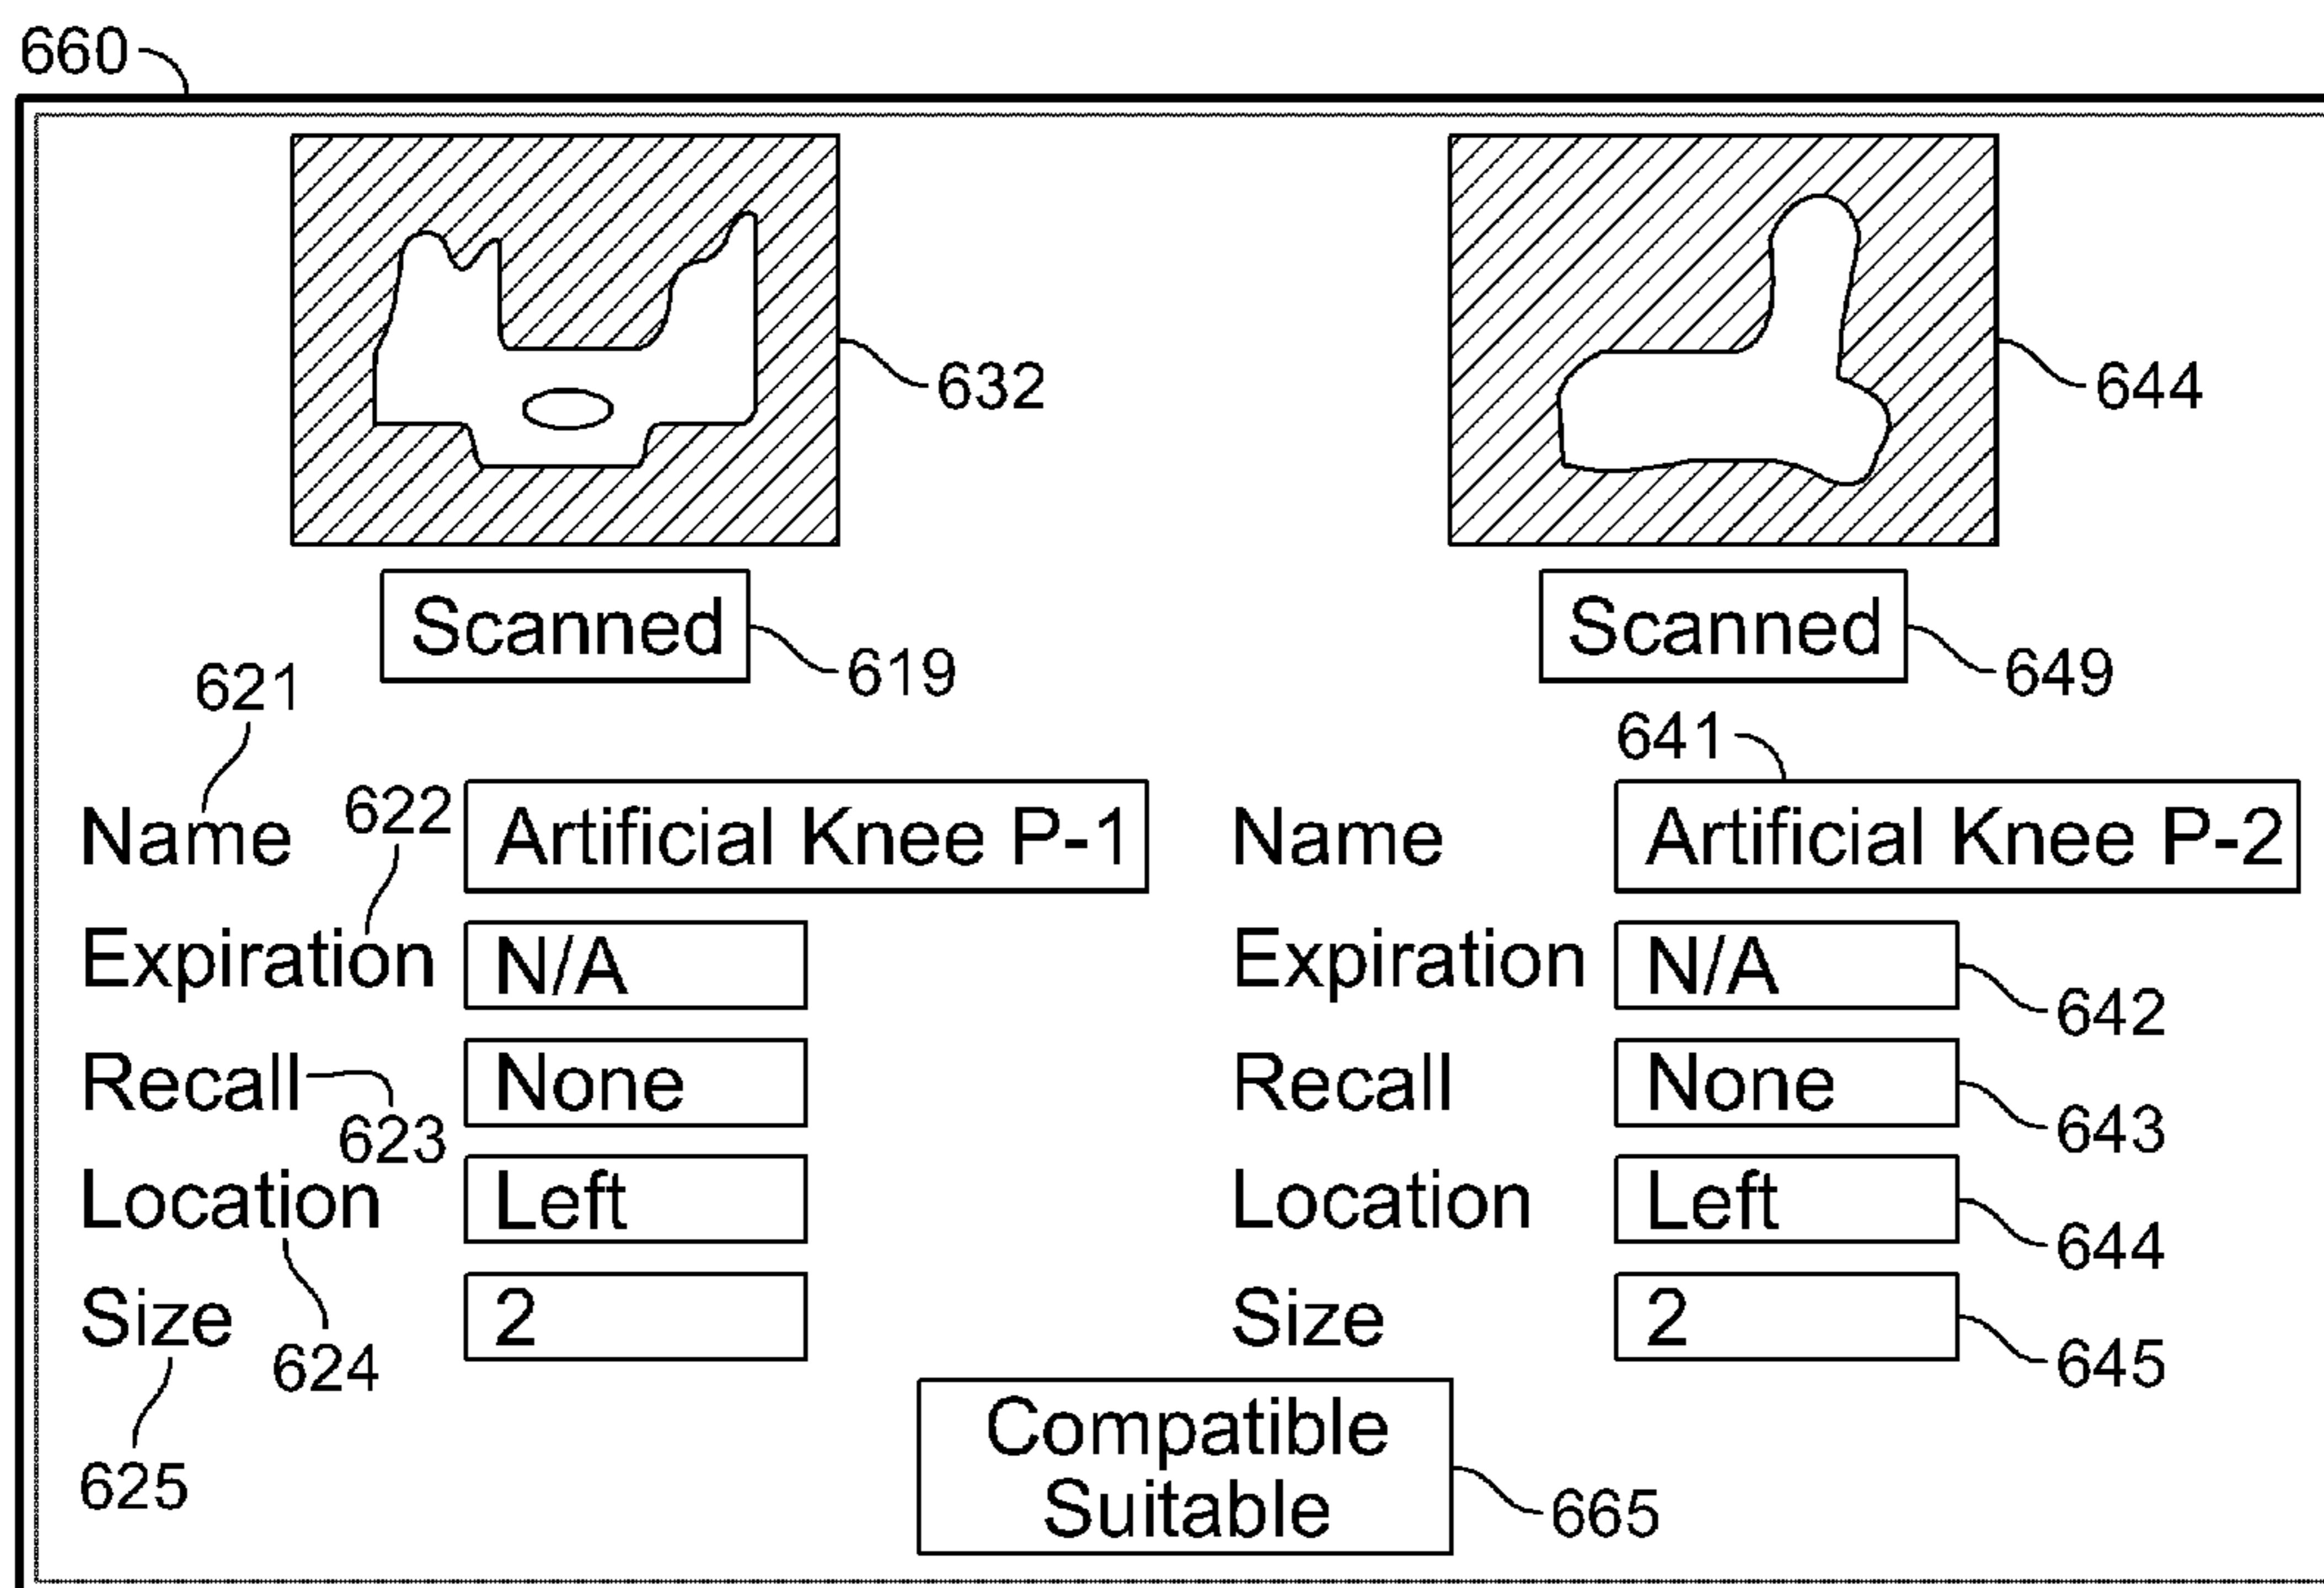 660
632
644
Scanned
619
Scanned
649
621
641
Name
622
Artificial Knee P-1
Name
Artificial Knee P-2
Expiration
N/A
Expiration
N/A
642
Recall
None
Recall
None
643
623
Location
Left
Location
Left
644
Size
2
Size
2
645
624
Compatible
Suitable
625
665